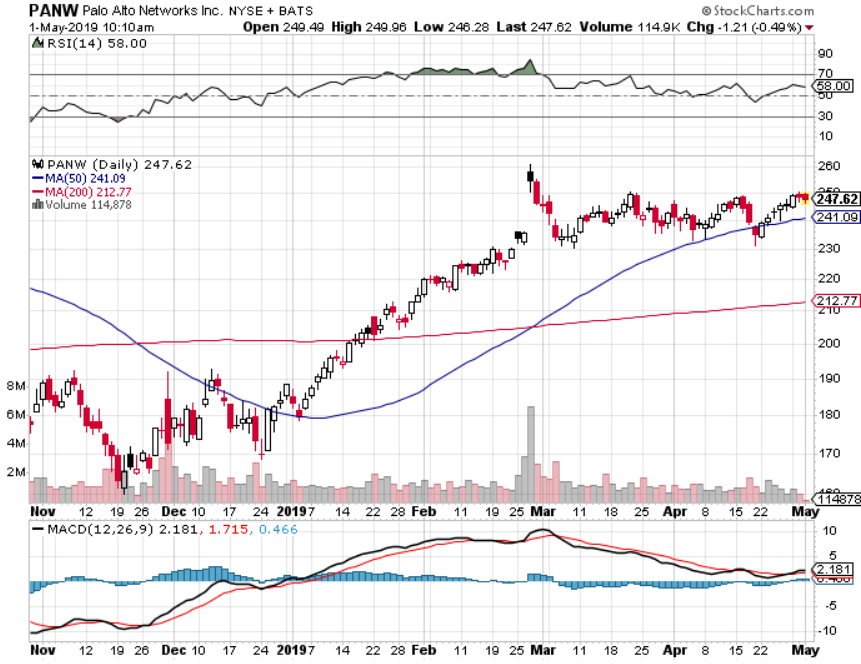 PANW Palo Alto Networks Inc. NYSE + BATS © StockCharts.com
1-May-2019 10:10am Open 249.49 High 249.96 Low 246.28 Last 247.62 Volume 114.9K Chg -1.21 (-0.49%)
RSI(14) 58.00
90
70
58.00
50
30
10
PANW (Daily) 247.62
MA(50) 241.09
MA(200) 212.77
Volume 114,878
260
250
247.62
241.09
230
220
212.77
210
200
190
180
170
160
8M
6M
4M
2M
114878
Nov 12 19 26 Dec 10 17 24 2019 7 14 22 28 Feb 11 19 25 Mar 11 18 25 Apr 8 15 22 May
MACD(12,26,9) 2.181, 1.715, 0.466
10
5
2.181
-5
-10
Nov 12 19 26 Dec 10 17 24 2019 7 14 22 28 Feb 11 19 25 Mar 11 18 25 Apr 8 15 22 May